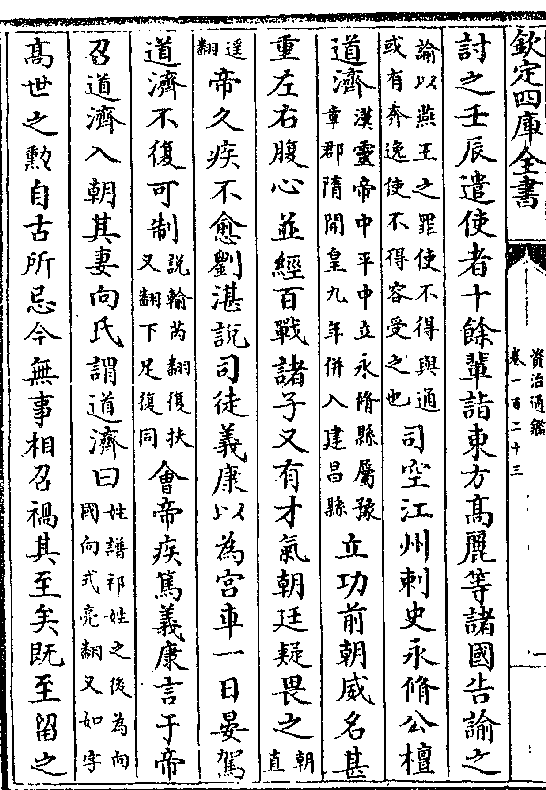 欽定四庫全書
資治通鑑
卷一百二十三
討之壬辰遣使者十餘軰詣東方髙麗等諸國告諭之
諭以燕王之罪使不得與通
或有奔逸使不得容受之也
司空江州刺史永脩公檀
道濟
漢靈帝中平中立永脩縣屬豫
章郡隋開皇九年併入建昌縣
立功前朝威名甚
重左右腹心並經百戰諸子又有才氣朝廷疑畏之
朝直
遥翻
帝久疾不愈劉湛説司徒義康以為宫車一日晏駕
道濟不復可制
説輸芮翻復扶
又翻下足復同
會帝疾篤義康言于帝
召道濟入朝其妻向氏謂道濟曰
姓譜祁姓之後為向
國向式亮翻又如字
髙世之勲自古所忌今無事相召禍其至矣既至留之